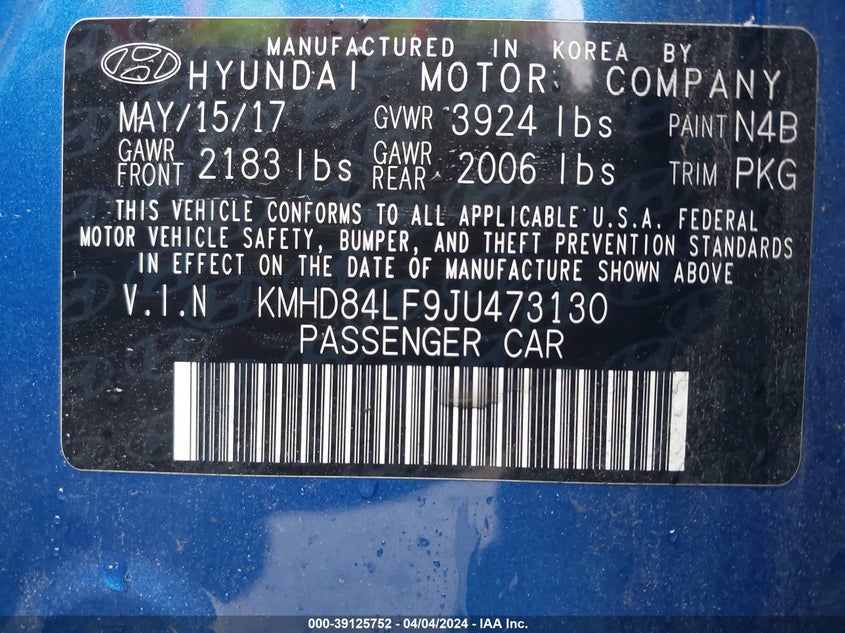 MANUFACTURED IN KOREA BY
HYUNDAI MOTOR COMPANY
MAY/15/17 GVWR 3924 lbs PAINT N4B
GAWR FRONT 2183 lbs GAWR REAR 2006 lbs TRIM PKG
THIS VEHICLE CONFORMS TO ALL APPLICABLE U.S.A. FEDERAL
MOTOR VEHICLE SAFETY, BUMPER, AND THEFT PREVENTION STANDARDS
IN EFFECT ON THE DATE OF MANUFACTURE SHOWN ABOVE
V.I.N KMHD84LF9JU473130
PASSENGER CAR
000-39125752 - 04/04/2024 - IAA Inc.